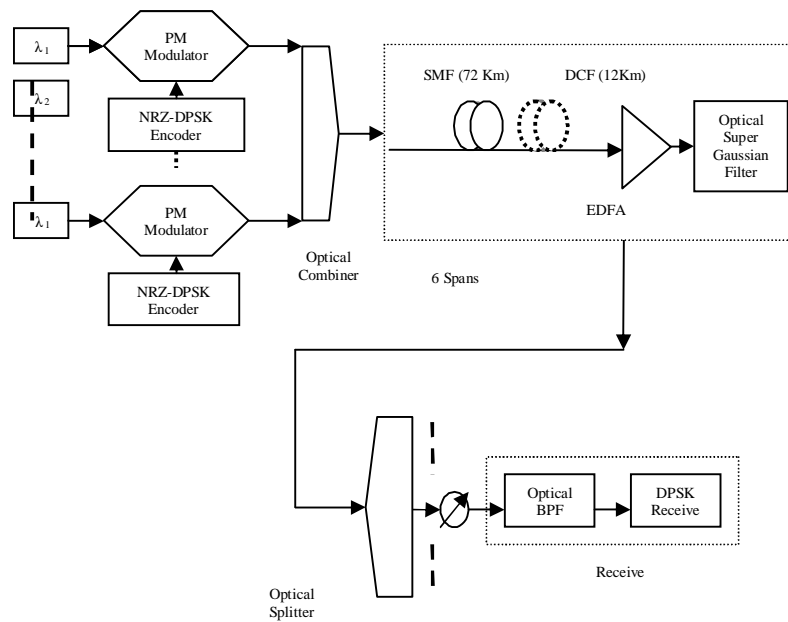 λ1
PM
Modulator
SMF (72 Km)
DCF (12Km)
λ2
NRZ-DPSK
Encoder
Optical
Super
Gaussian
Filter
λ1
PM
Modulator
EDFA
Optical
Combiner
6 Spans
NRZ-DPSK
Encoder
Optical
BPF
DPSK
Receive
Receive
Optical
Splitter